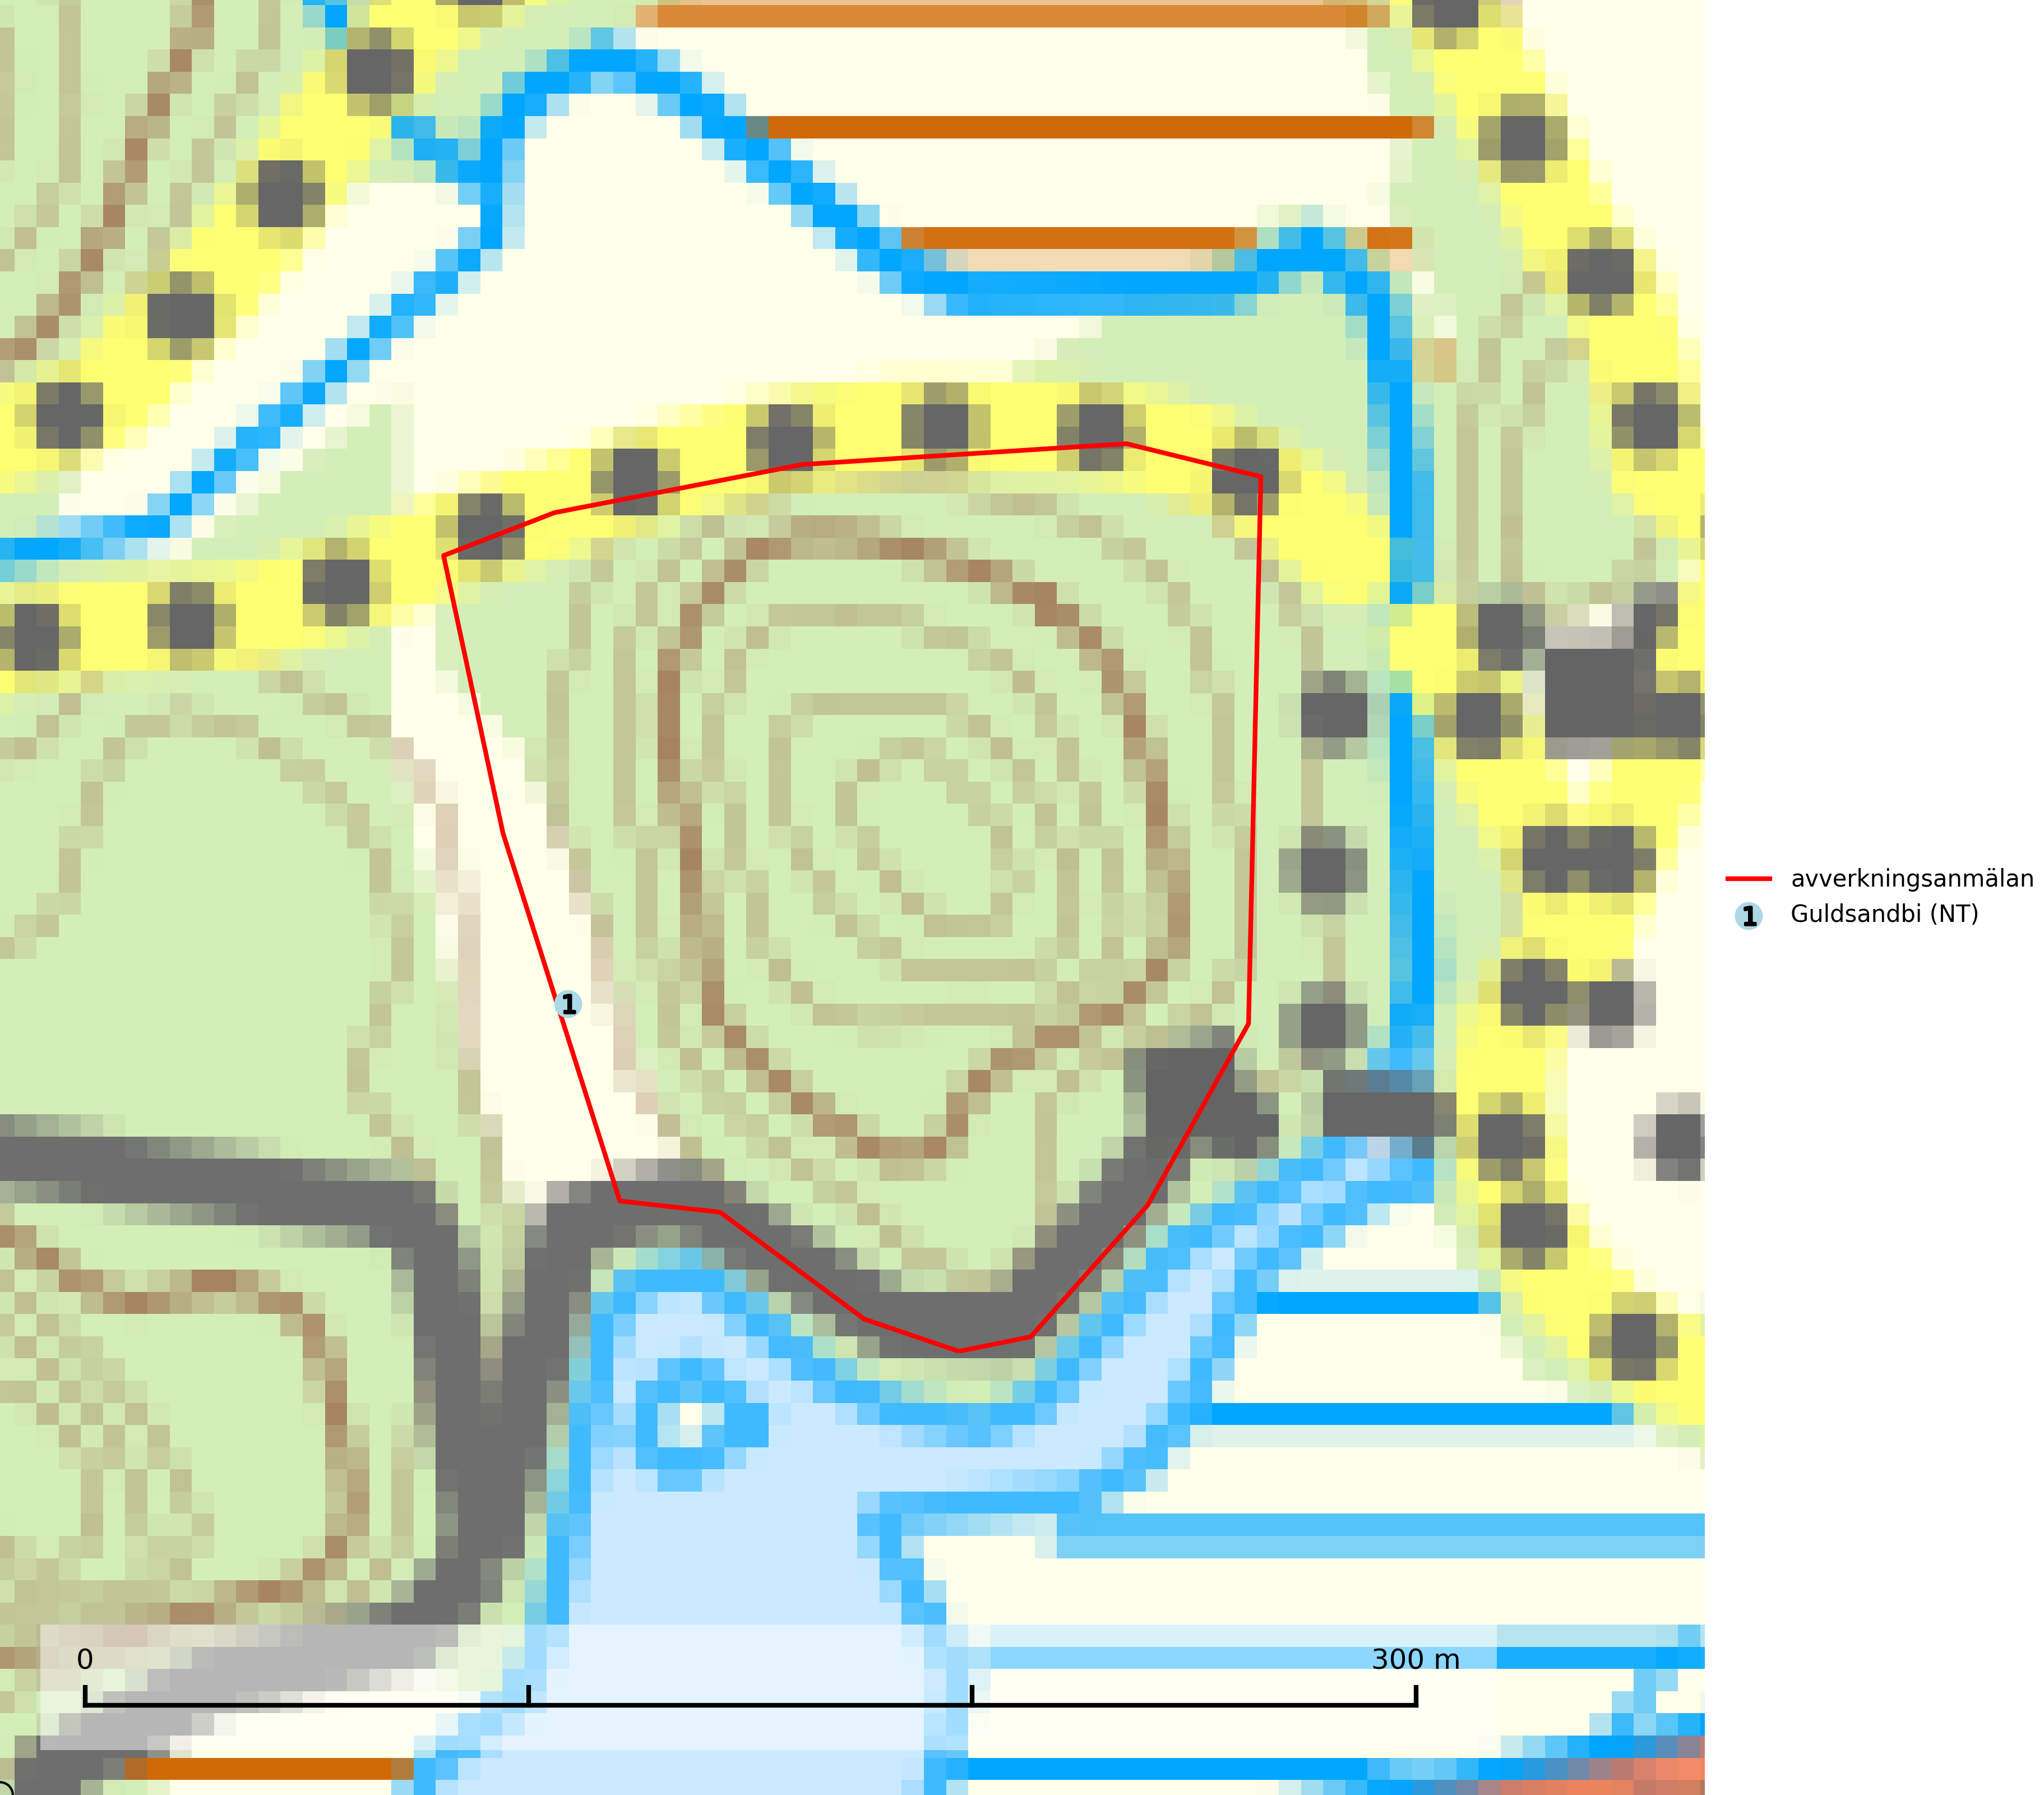 avverkningsanmälan
1 Guldsandbi (NT)
1
0 300 m